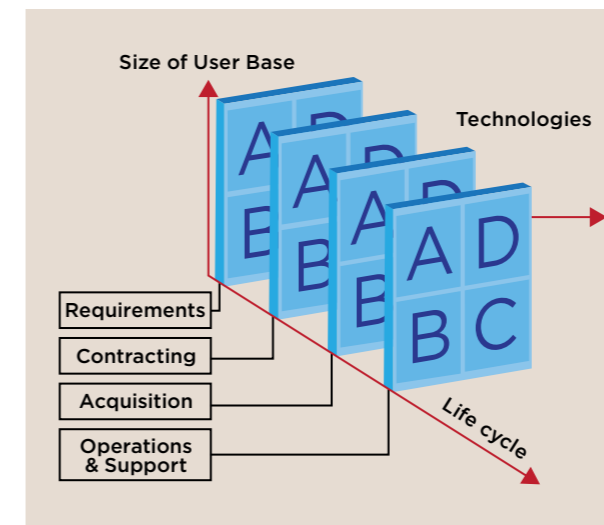 Size of User Base
Technologies
A D
B
A D
B
A D
B
A D
B C
Requirements
Contracting
Acquisition
Operations
& Support
Life cycle